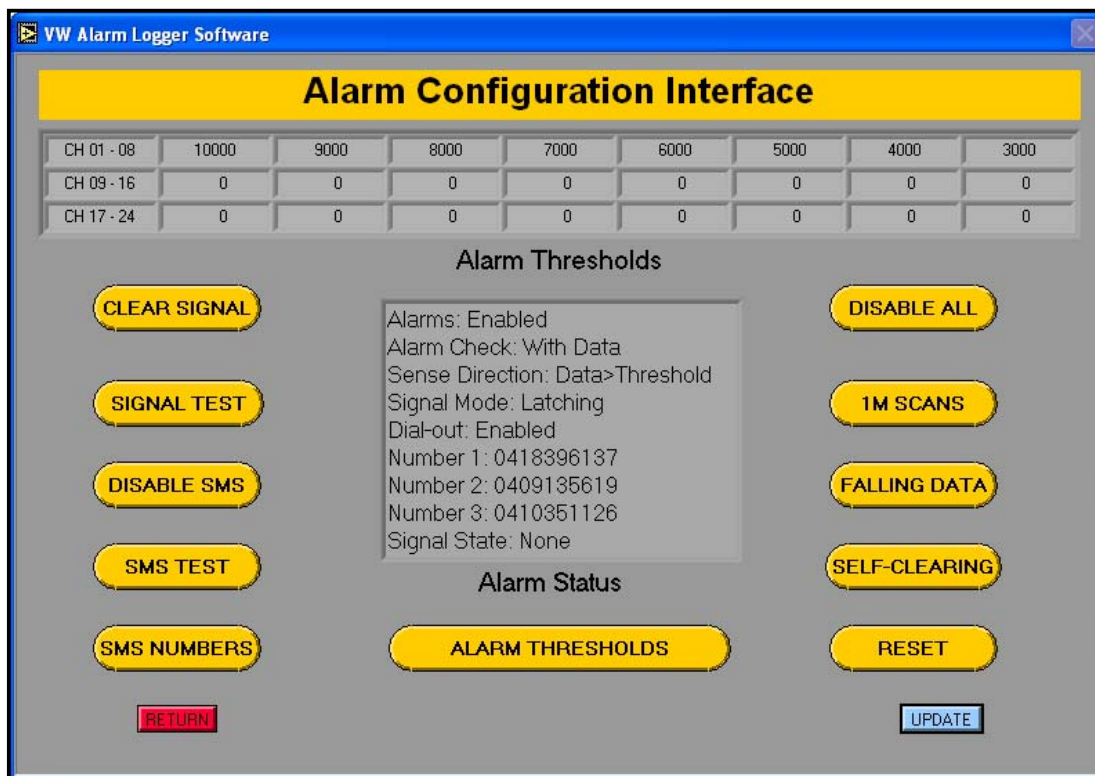 VW Alarm Logger Software
Alarm Configuration Interface
CH 01 - 08 10000 9000 8000 7000 6000 5000 4000 3000
CH 09 - 16 0 0 0 0 0 0 0 0
CH 17 - 24 0 0 0 0 0 0 0 0
Alarm Thresholds
CLEAR SIGNAL
SIGNAL TEST
DISABLE SMS
SMS TEST
SMS NUMBERS
RETURN
Alarms: Enabled
Alarm Check: With Data
Sense Direction: Data>Threshold
Signal Mode: Latching
Dial-out: Enabled
Number 1: 0418396137
Number 2: 0409135619
Number 3: 0410351126
Signal State: None
Alarm Status
ALARM THRESHOLDS
DISABLE ALL
1M SCANS
FALLING DATA
SELF-CLEARING
RESET
UPDATE